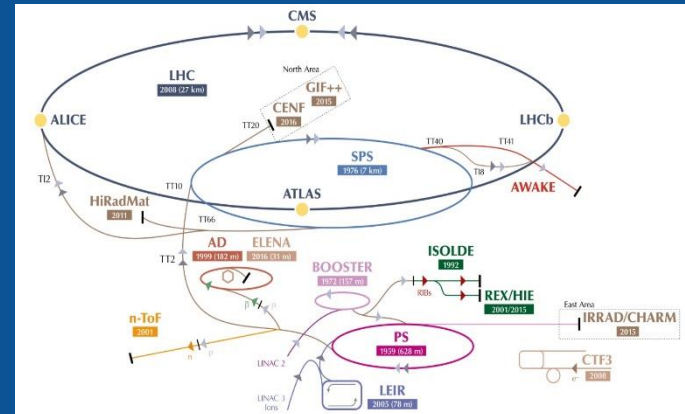 CMS
LHC
2008 (27 km)
North Area
GIF++
2015
CENF
2016
ALICE
LHCb
TT20
TT40
TT41
SPS
1976 (7 km)
TI8
TI2
TT10
AWAKE
ATLAS
HiRadMat
2011
TT66
AD
1999 (182 m)
ELENA
2016 (31 m)
TT2
BOOSTER
1972 (157 m)
ISOLDE
1992
RIBs
REX/HIE
2001/2015
p
p
East Area
IRRAD/CHARM
2015
n-ToF
2001
n
p
PS
1959 (628 m)
LINAC 2
CTF3
2008
e-
LINAC 3
Ions
LEIR
2005 (78 m)